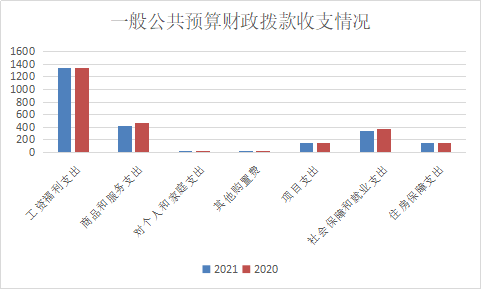 一般公共预算财政拨款收支情况
1600
1400
1200
1000
800
600
400
200
0
工资福利支出
商品和服务支出
对个人和家庭支出
其他购置费
项目支出
社会保障和就业支出
住房保障支出
2021 2020